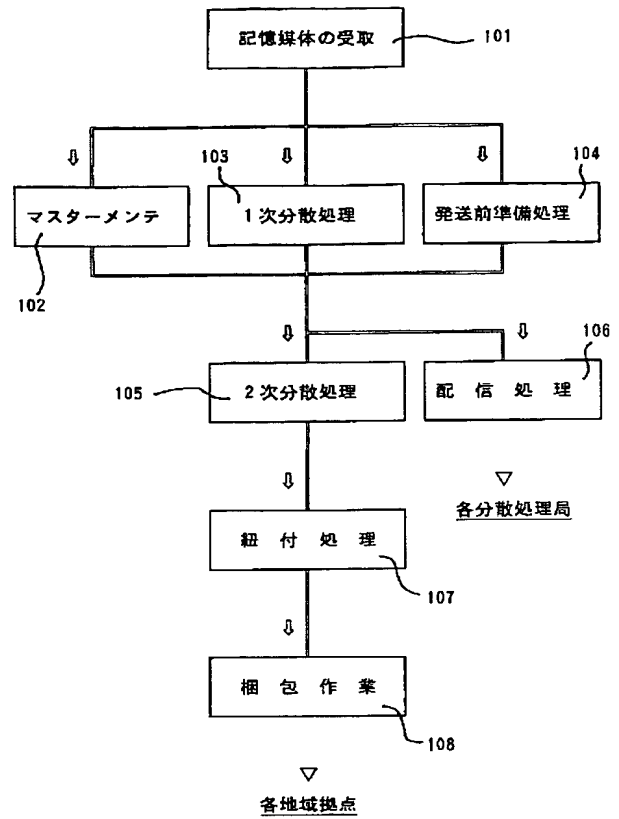 記憶媒体の受取
101
103
104
マスターメンテ
1次分散処理
発送前準備処理
102
106
105
2次分散処理
配信処理
▽
各分散処理局
紐付処理
107
梱包作業
108
▽
各地域拠点